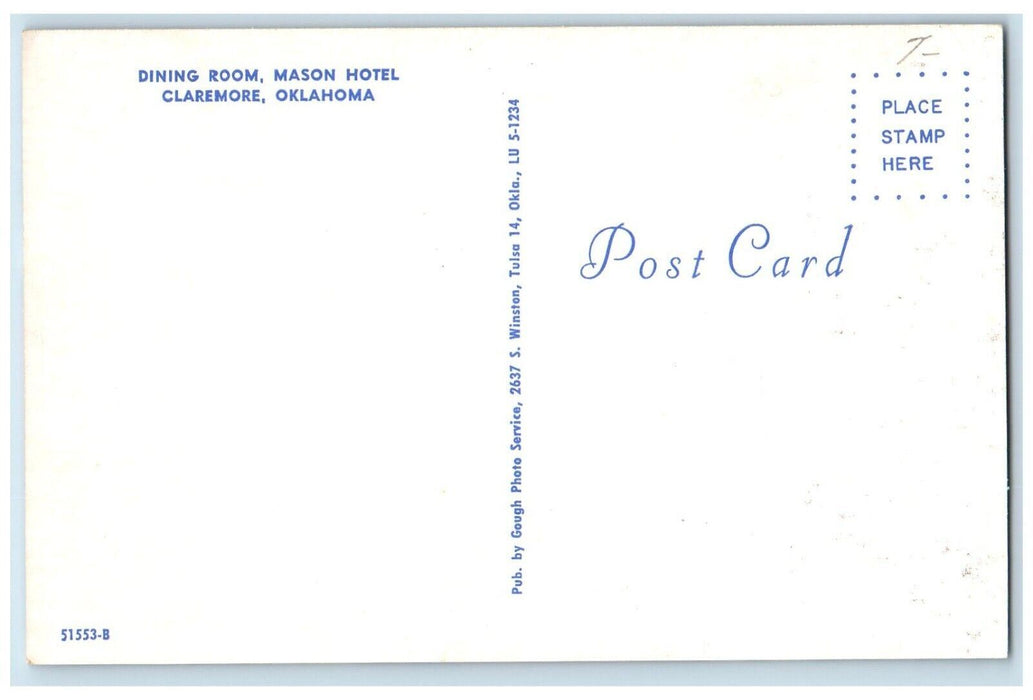 DINING ROOM, MASON HOTEL
CLAREMORE, OKLAHOMA
Pub. by Gough Photo Service, 2637 S. Winston, Tulsa 14, Okla., LU 5-1234
7-
PLACE
STAMP
HERE
Post Card
51553-B